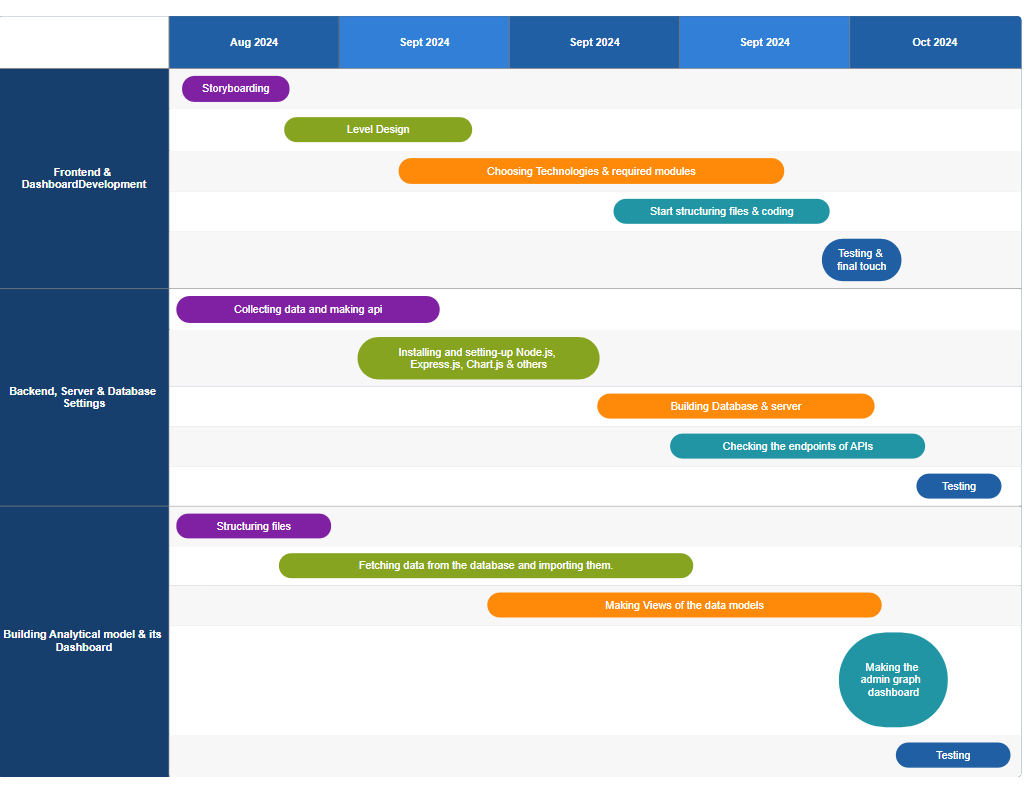 Aug 2024
Sept 2024
Sept 2024
Sept 2024
Oct 2024
Frontend &
DashboardDevelopment
Storyboarding
Level Design
Choosing Technologies & required modules
Start structuring files & coding
Testing &
final touch
Backend, Server & Database
Settings
Collecting data and making api
Installing and setting-up Node.js,
Express.js, Chart.js & others
Building Database & server
Checking the endpoints of APIs
Testing
Building Analytical model & its
Dashboard
Structuring files
Fetching data from the database and importing them.
Making Views of the data models
Making the
admin graph
dashboard
Testing